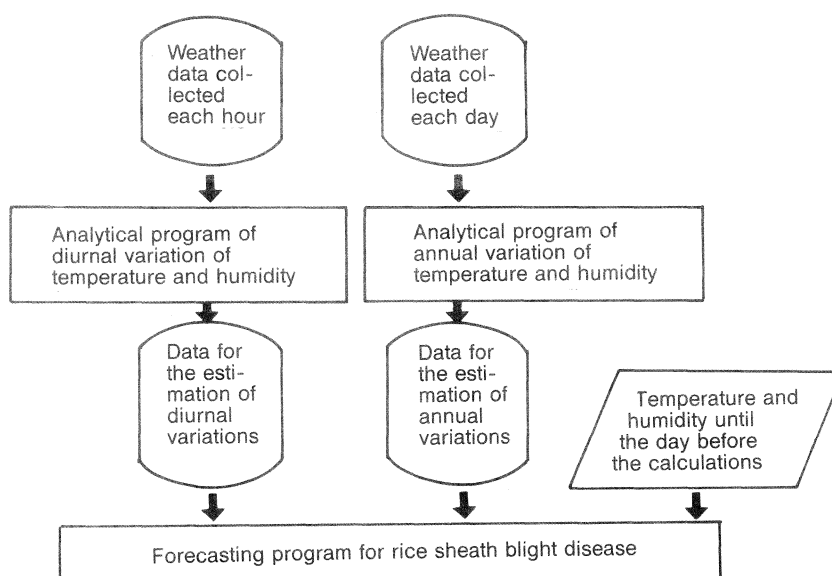 Weather
data col-
lected
each hour
Weather
data col-
lected
each day
Analytical program of
diurnal variation of
temperature and humidity
Analytical program of
annual variation of
temperature and humidity
Data for
the esti-
mation of
diurnal
variations
Data for
the esti-
mation of
annual
variations
Temperature and
humidity until
the day before
the calculations
Forecasting program for rice sheath blight disease